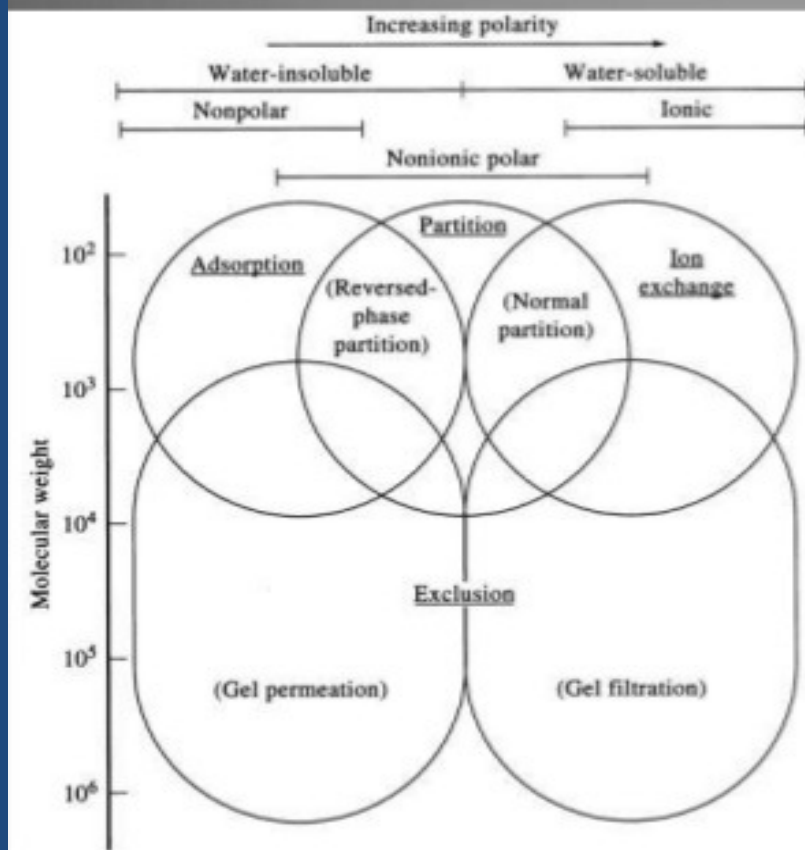 Increasing polarity
Water-insoluble Water-soluble
Nonpolar Ionic
Nonionic polar
Partition
10²
Adsorption
Ion
exchange
(Reversed-
phase
partition)
(Normal
partition)
10³
Molecular weight
10⁴
Exclusion
10⁵
(Gel permeation) (Gel filtration)
10⁶